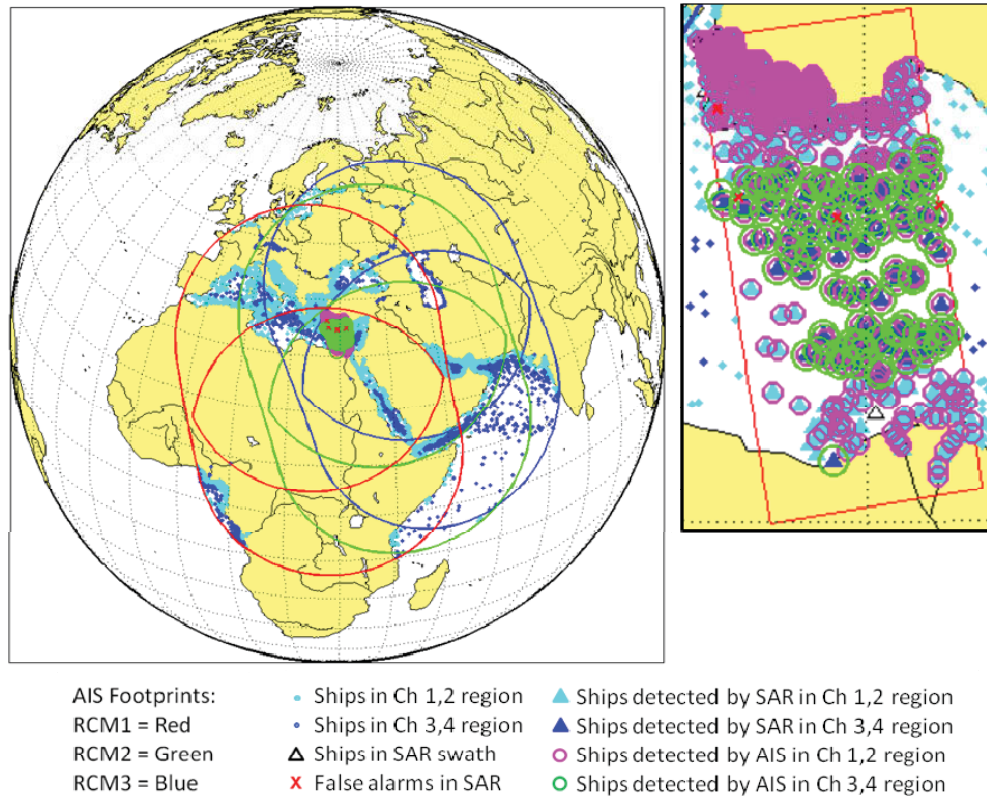 AIS Footprints:
RCM1 = Red
RCM2 = Green
RCM3 = Blue
Ships in Ch 1,2 region
Ships in Ch 3,4 region
Ships in SAR swath
False alarms in SAR
Ships detected by SAR in Ch 1,2 region
Ships detected by SAR in Ch 3,4 region
Ships detected by AIS in Ch 1,2 region
Ships detected by AIS in Ch 3,4 region